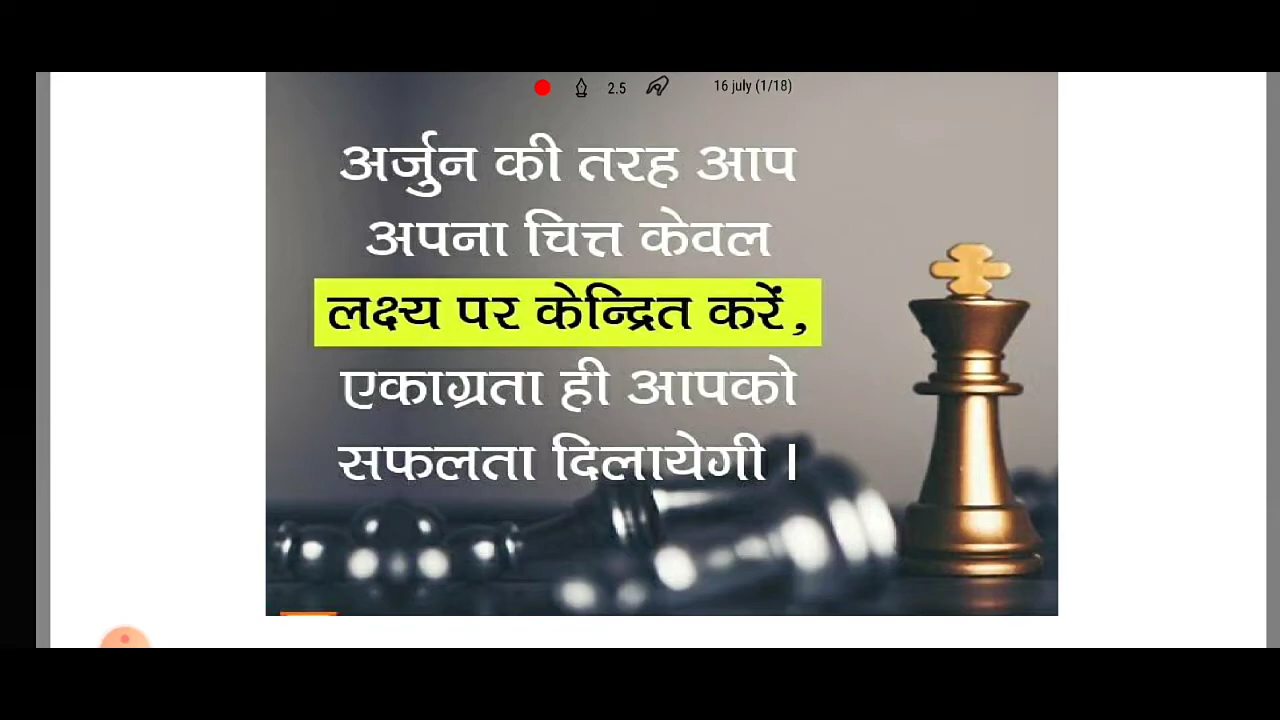 2.5 16 july (1/18)
अर्जुन की तरह आप
अपना चित्त केवल
लक्ष्य पर केन्द्रित करें,
एकाग्रता ही आपको
सफलता दिलायेगी ।